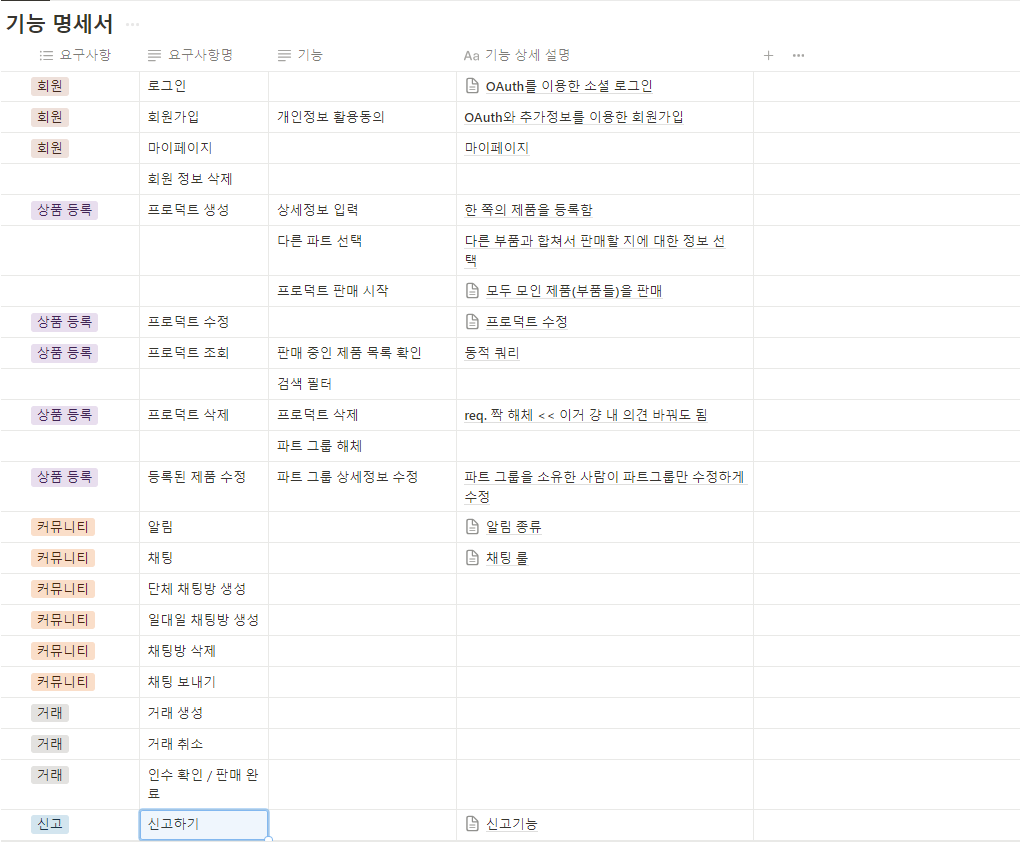 기능 명세서 ...
요구사항 요구사항명 기능 Aa 기능 상세 설명 + ...
회원 로그인 OAuth를 이용한 소셜 로그인
회원 회원가입 개인정보 활용동의 OAuth와 추가정보를 이용한 회원가입
회원 마이페이지 마이페이지
회원 정보 삭제
상품 등록 프로덕트 생성 상세정보 입력 한 쪽의 제품을 등록함
다른 파트 선택 다른 부품과 합쳐서 판매할 지에 대한 정보 선
택
프로덕트 판매 시작 모두 모인 제품(부품들)을 판매
상품 등록 프로덕트 수정 프로덕트 수정
상품 등록 프로덕트 조회 판매 중인 제품 목록 확인 동적 쿼리
검색 필터
상품 등록 프로덕트 삭제 프로덕트 삭제 req. 짝 해체 << 이거 걍 내 의견 바꿔도 됨
파트 그룹 해체
상품 등록 등록된 제품 수정 파트 그룹 상세정보 수정 파트 그룹을 소유한 사람이 파트그룹만 수정하게
수정
커뮤니티 알림 알림 종류
커뮤니티 채팅 채팅 룰
커뮤니티 단체 채팅방 생성
커뮤니티 일대일 채팅방 생성
커뮤니티 채팅방 삭제
커뮤니티 채팅 보내기
거래 거래 생성
거래 거래 취소
거래 인수 확인 / 판매 완
료
신고 신고하기 신고기능